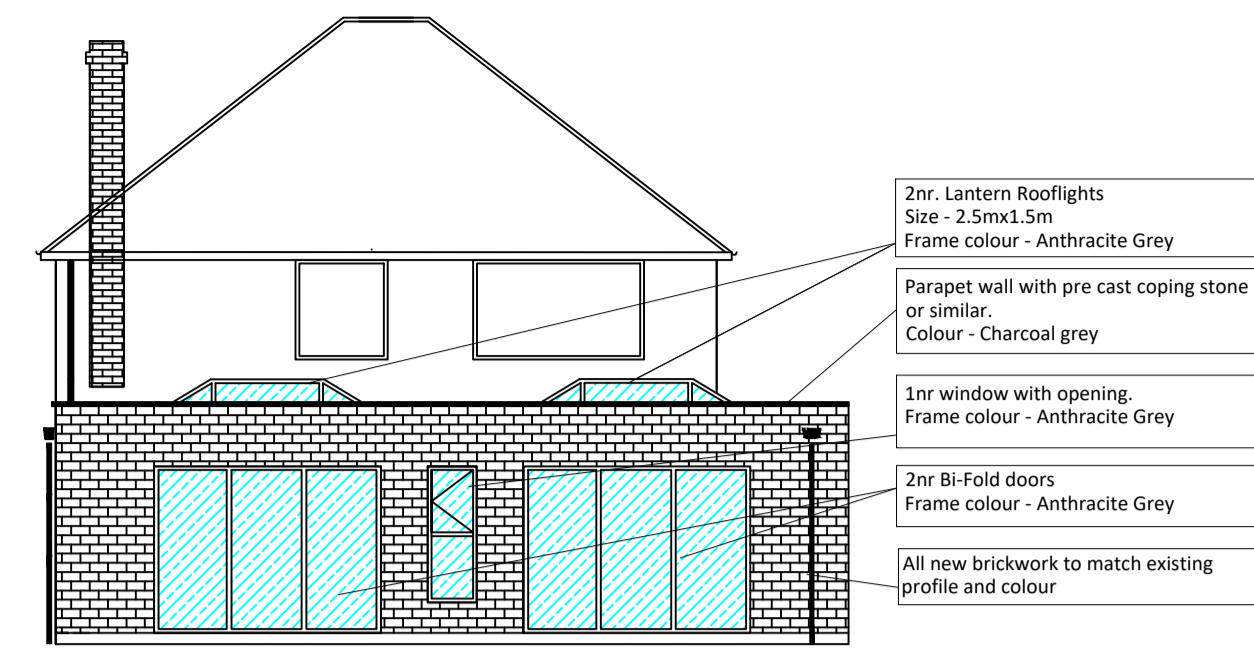 2nr. Lantern Rooflights
Size - 2.5mx1.5m
Frame colour - Anthracite Grey
Parapet wall with pre cast coping stone
or similar.
Colour - Charcoal grey
1nr window with opening.
Frame colour - Anthracite Grey
2nr Bi-Fold doors
Frame colour - Anthracite Grey
All new brickwork to match existing
profile and colour